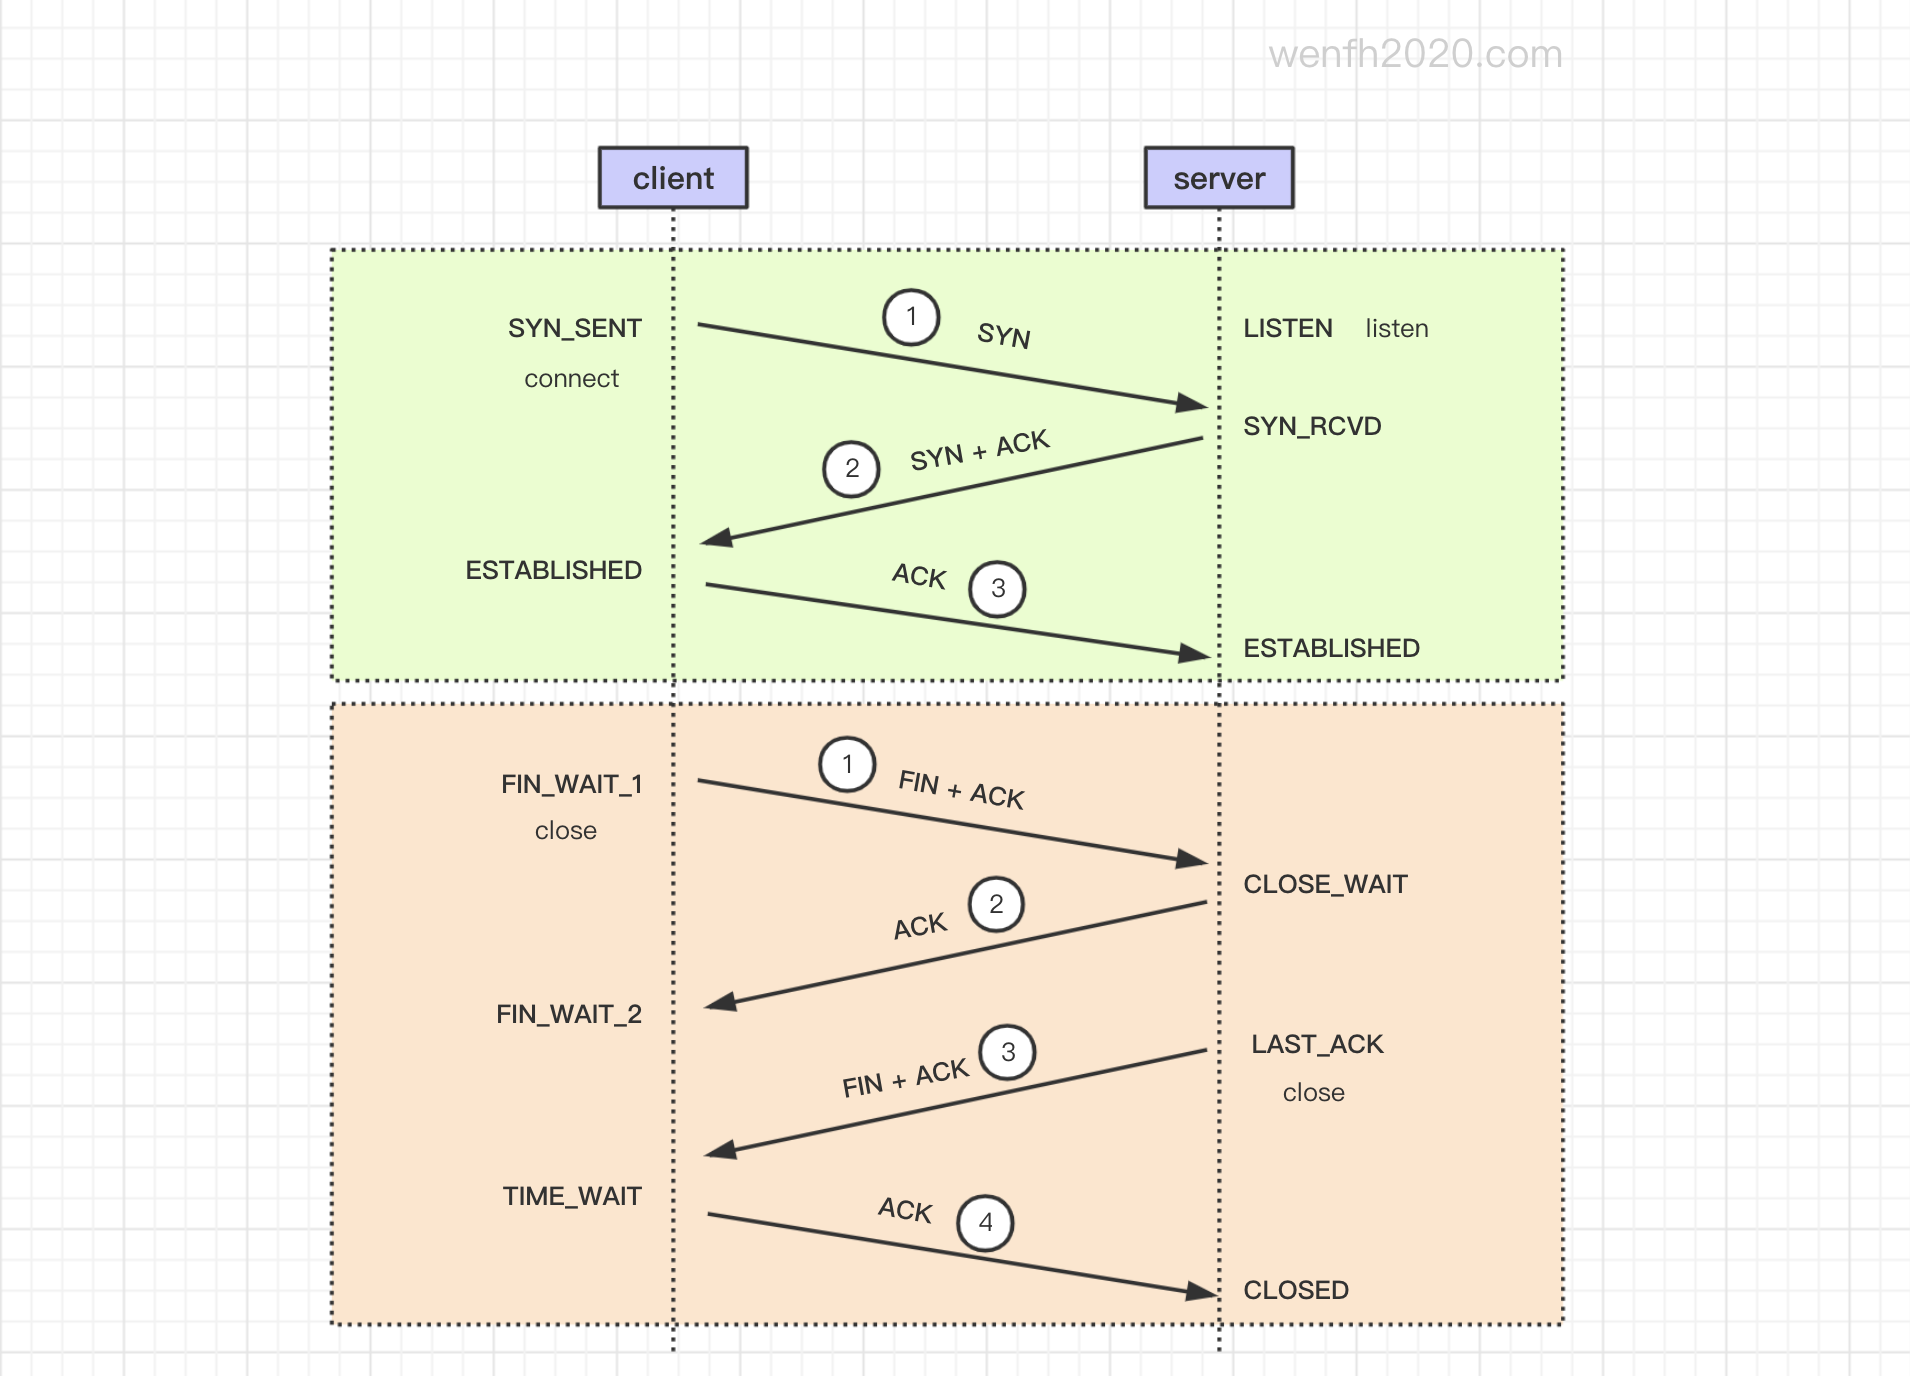 wenfh2020.com
client
server
1
SYN
SYN_SENT
LISTEN listen
connect
SYN_RCVD
2
SYN + ACK
ESTABLISHED
ACK
3
ESTABLISHED
1
FIN + ACK
FIN_WAIT_1
close
CLOSE_WAIT
2
ACK
FIN_WAIT_2
LAST_ACK
3
FIN + ACK
close
TIME_WAIT
ACK
4
CLOSED